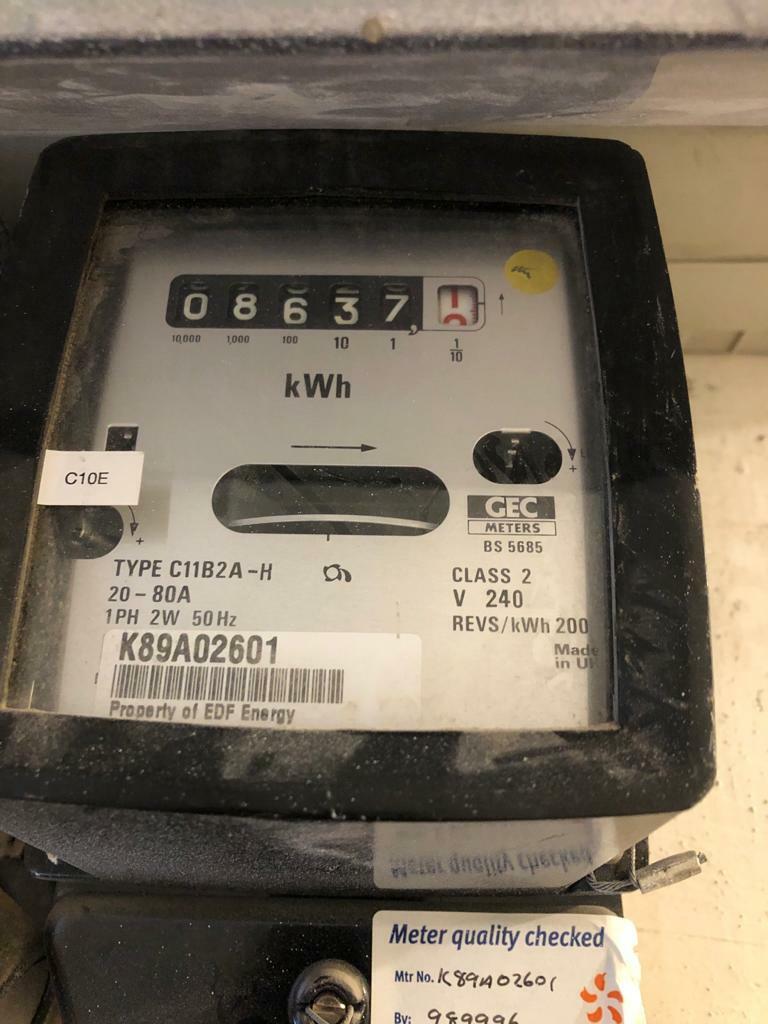 08637,1
10,000 1,000 100 10 1 1/10
kWh
C10E
+
+
GEC
METERS
BS 5685
TYPE C11B2A-H
20-80A
1PH 2W 50Hz
CLASS 2
V 240
REVS/kWh 200
Made
in UK
K89A02601
Property of EDF Energy
Meter quality checked
Meter quality checked
Mtr No. K89A02601
By: 989996